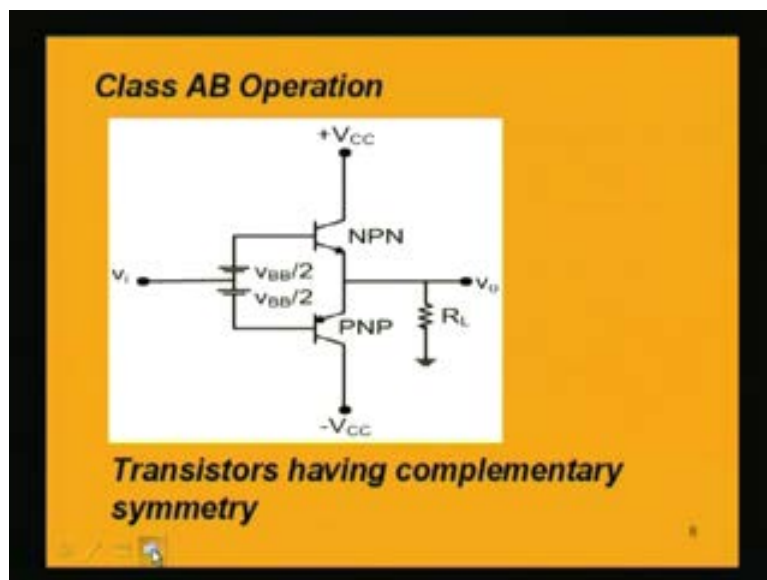 Class AB Operation
+VCC
NPN
vi
vBB/2
vBB/2
vo
PNP
RL
-VCC
Transistors having complementary
symmetry